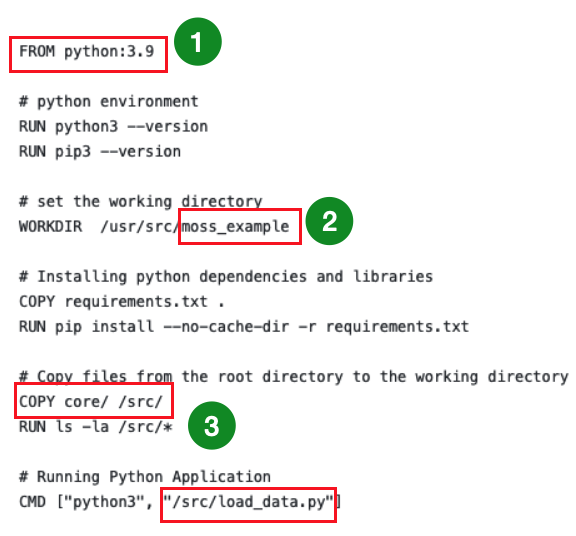 FROM python:3.9
1
# python environment
RUN python3 --version
RUN pip3 --version
# set the working directory
WORKDIR  /usr/src/moss_example
2
# Installing python dependencies and libraries
COPY requirements.txt .
RUN pip install --no-cache-dir -r requirements.txt
# Copy files from the root directory to the working directory
COPY core/ /src/
RUN ls -la /src/*
3
# Running Python Application
CMD ["python3", "/src/load_data.py"]